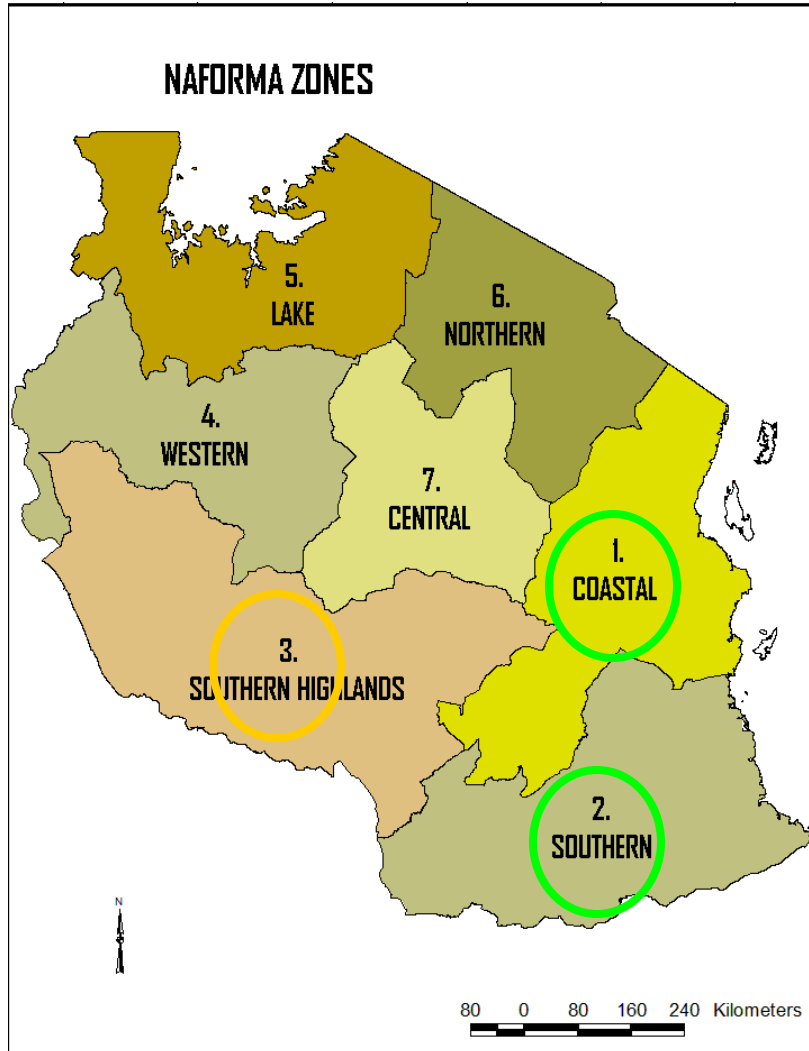 NAFORMA ZONES
5.
LAKE
6.
NORTHERN
4.
WESTERN
7.
CENTRAL
1.
COASTAL
3.
SOUTHERN HIGHLANDS
2.
SOUTHERN
N
80 0 80 160 240 Kilometers